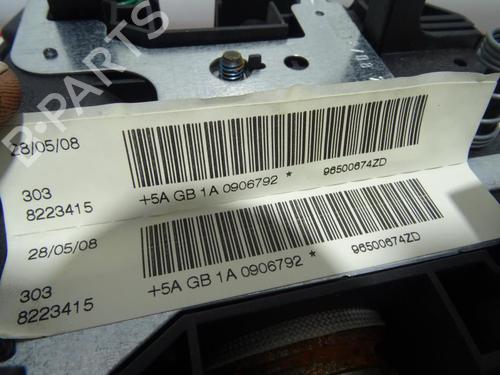 B-PARTS
28/05/08
303
8223415
+5A GB 1A 0906792 *
96500674ZD
28/05/08
303
8223415
+5A GB 1A 0906792 *
96500674ZD